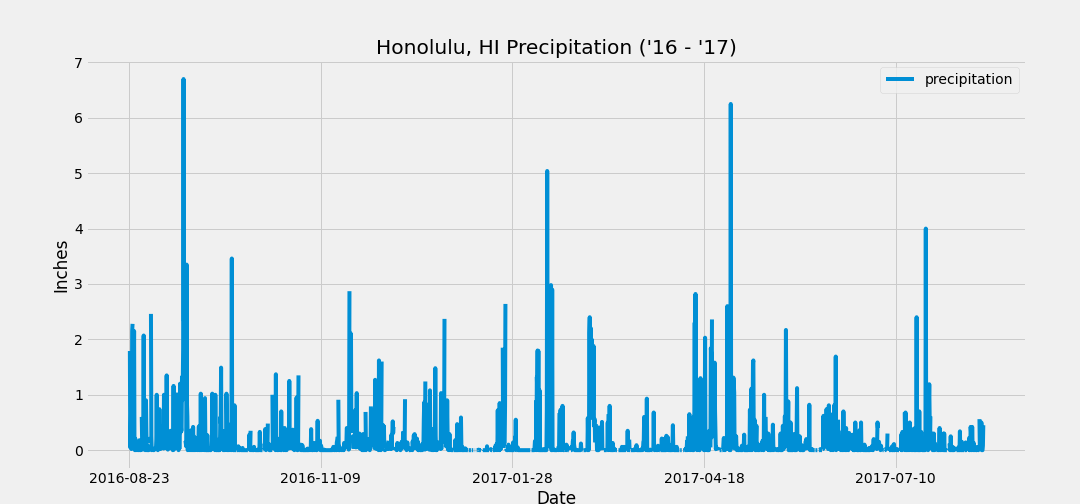 Honolulu, HI Precipitation ('16 - '17)
7
precipitation
6
5
4
Inches
3
2
1
0
2016-08-23 2016-11-09 2017-01-28 2017-04-18 2017-07-10
Date